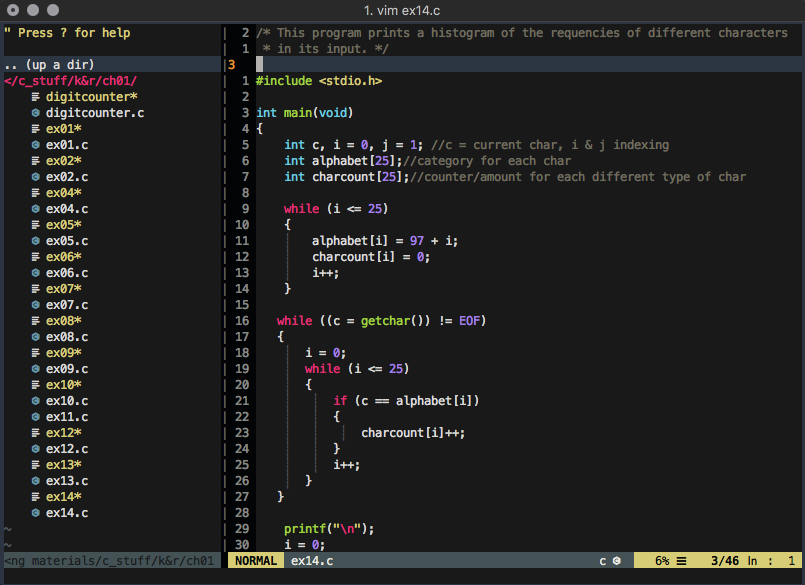 1. vim ex14.c
" Press ? for help
.. (up a dir)
</c_stuff/k&r/ch01/
digitcounter*
digitcounter.c
ex01*
ex01.c
ex02*
ex02.c
ex04*
ex04.c
ex05*
ex05.c
ex06*
ex06.c
ex07*
ex07.c
ex08*
ex08.c
ex09*
ex09.c
ex10*
ex10.c
ex11.c
ex12*
ex12.c
ex13*
ex13.c
ex14*
ex14.c
~
~
<ng materials/c_stuff/k&r/ch01
2 /* This program prints a histogram of the requencies of different characters
1  * in its input. */
3
1 #include <stdio.h>
2
3 int main(void)
4 {
5     int c, i = 0, j = 1; //c = current char, i & j indexing
6     int alphabet[25];//category for each char
7     int charcount[25];//counter/amount for each different type of char
8
9     while (i <= 25)
10     {
11         alphabet[i] = 97 + i;
12         charcount[i] = 0;
13         i++;
14     }
15
16    while ((c = getchar()) != EOF)
17    {
18        i = 0;
19        while (i <= 25)
20        {
21            if (c == alphabet[i])
22            {
23                charcount[i]++;
24            }
25            i++;
26        }
27    }
28
29     printf("\n");
30     i = 0;
NORMAL ex14.c c 6% 3/46 ln : 1